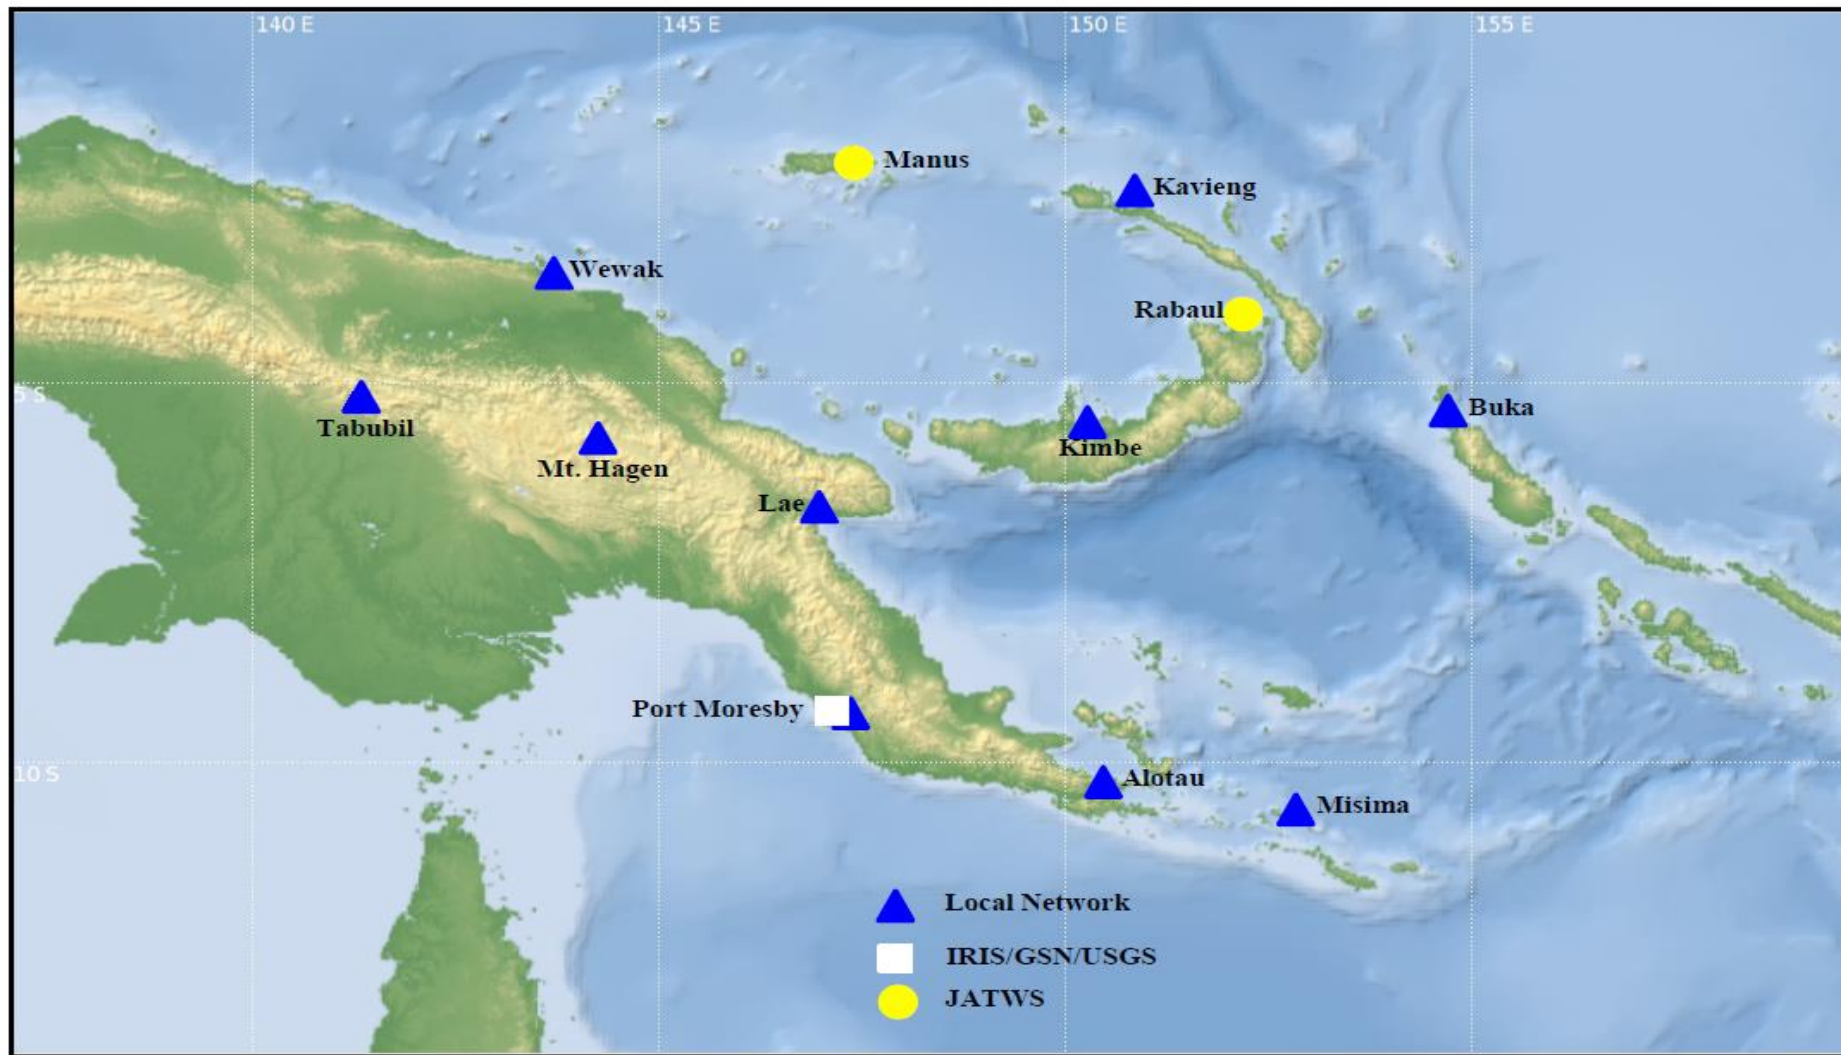 140 E
145 E
150 E
155 E
Manus
Kavieng
Wewak
Rabaul
5 S
Tabubil
Buka
Kimbe
Mt. Hagen
Lae
Port Moresby
10 S
Alotau
Misima
Local Network
IRIS/GSN/USGS
JATWS